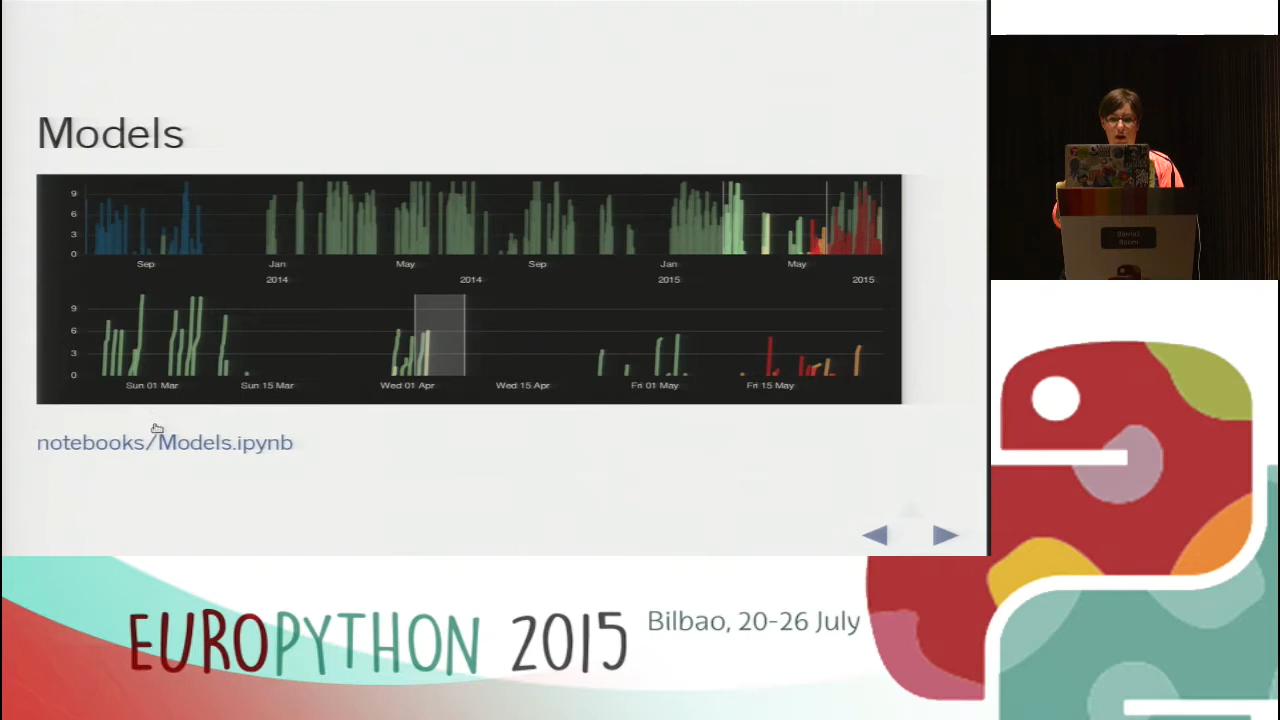 Models
9
6
3
0
Sep Jan May Sep Jan May
2014 2014 2015 2015
9
6
3
0
Sun 01 Mar Sun 15 Mar Wed 01 Apr Wed 15 Apr Fri 01 May Fri 15 May
notebooks/Models.ipynb
Barria1
Room
EUROPYTHON 2015
Bilbao, 20-26 July